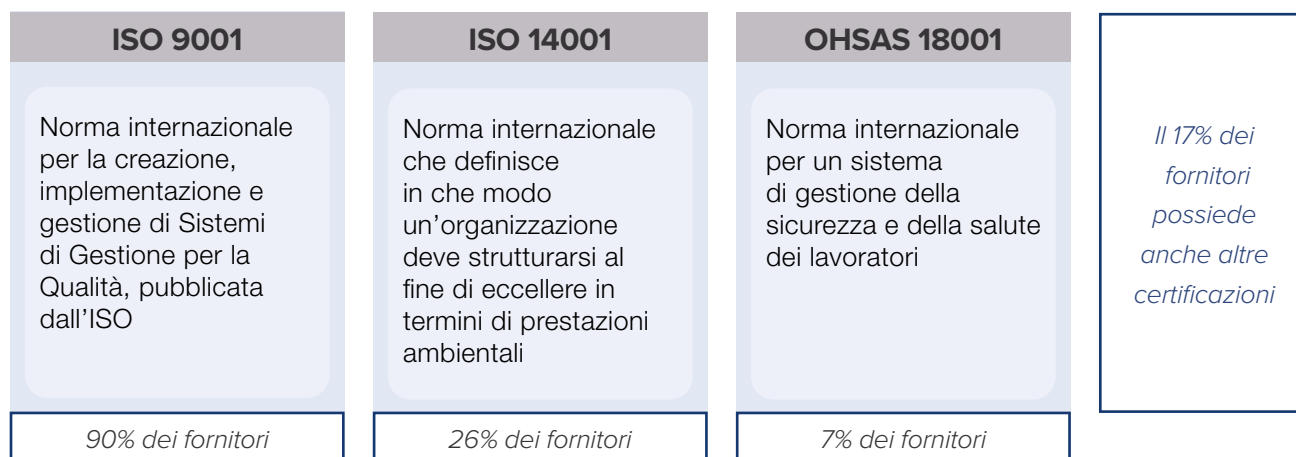 ISO 9001
Norma internazionale
per la creazione,
implementazione e
gestione di Sistemi
di Gestione per la
Qualità, pubblicata
dall’ISO
90% dei fornitori
ISO 14001
Norma internazionale
che definisce
in che modo
un’organizzazione
deve strutturarsi al
fine di eccellere in
termini di prestazioni
ambientali
26% dei fornitori
OHSAS 18001
Norma internazionale
per un sistema
di gestione della
sicurezza e della salute
dei lavoratori
7% dei fornitori
Il 17% dei
fornitori
possiede
anche altre
certificazioni